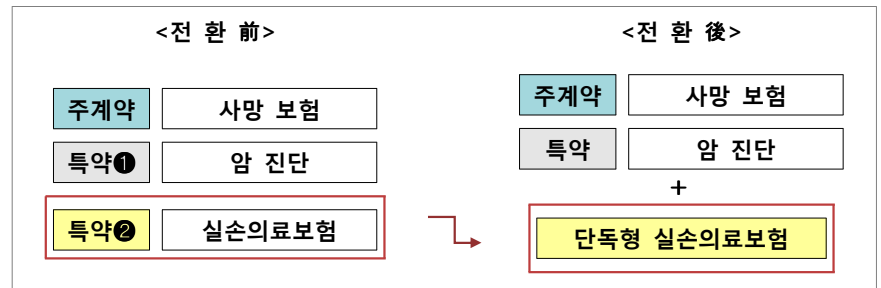 <전 환 前>
주계약 사망 보험
특약❶ 암 진단
특약❷ 실손의료보험
<전 환 後>
주계약 사망 보험
특약 암 진단
+
단독형 실손의료보험